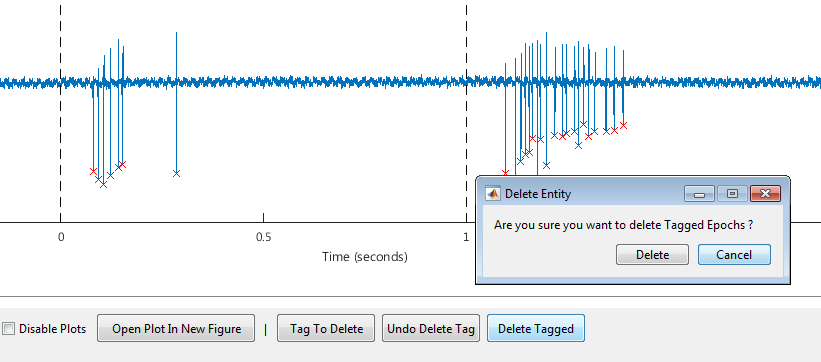 Delete Entity
Are you sure you want to delete Tagged Epochs ?
Delete Cancel
0 0.5 1
Time (seconds)
Disable Plots Open Plot In New Figure | Tag To Delete Undo Delete Tag Delete Tagged